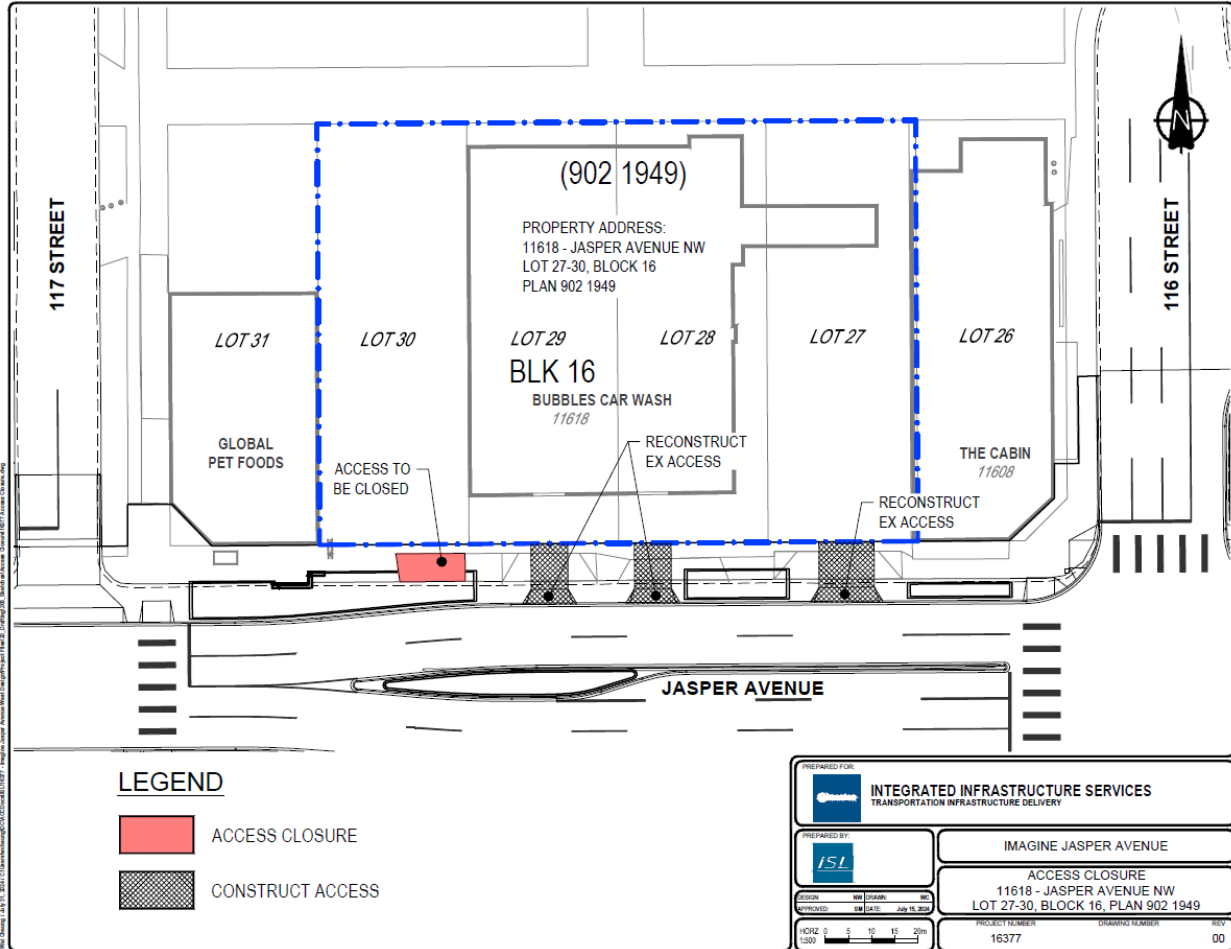 (902 1949)
PROPERTY ADDRESS:
11618 - JASPER AVENUE NW
LOT 27-30, BLOCK 16
PLAN 902 1949
117 STREET
116 STREET
N
LOT 31
LOT 30
LOT 29
LOT 28
LOT 27
LOT 26
BLK 16
BUBBLES CAR WASH
11618
GLOBAL
PET FOODS
THE CABIN
11608
ACCESS TO
BE CLOSED
RECONSTRUCT
EX ACCESS
RECONSTRUCT
EX ACCESS
JASPER AVENUE
LEGEND
ACCESS CLOSURE
CONSTRUCT ACCESS
PREPARED FOR:
INTEGRATED INFRASTRUCTURE SERVICES
TRANSPORTATION INFRASTRUCTURE DELIVERY
PREPARED BY:
ISL
IMAGINE JASPER AVENUE
ACCESS CLOSURE
11618 - JASPER AVENUE NW
LOT 27-30, BLOCK 16, PLAN 902 1949
DESIGN: NW DRAWN: WC
APPROVED: SM DATE: July 15, 2024
HORZ 0 5 10 15 20m
1:500
PROJECT NUMBER DRAWING NUMBER REV
16377 00